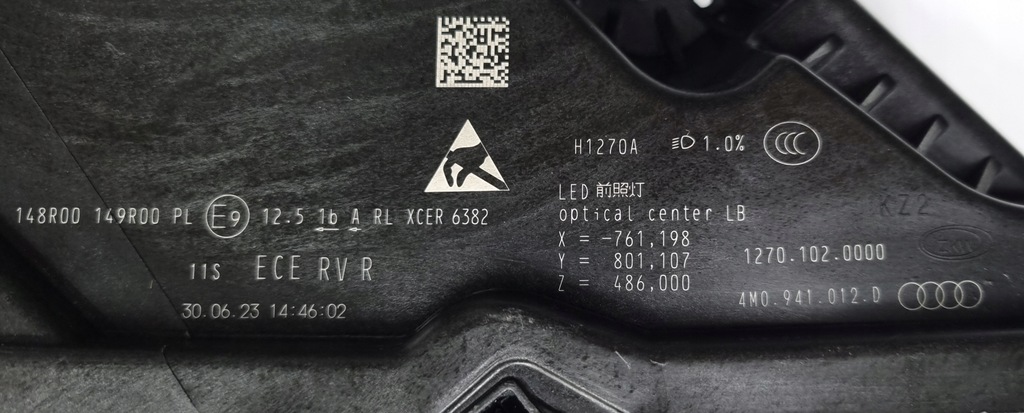 H1270A 1.0% CCC
LED 前照灯
148R00 149R00 PL E9 12.5 1b A RL XCER 6382
optical center LB
KZ2
X = -761,198
Y = 801,107
1270.102.0000
11S ECE RV R
Z = 486,000
4M0.941.012.D
30.06.23 14:46:02